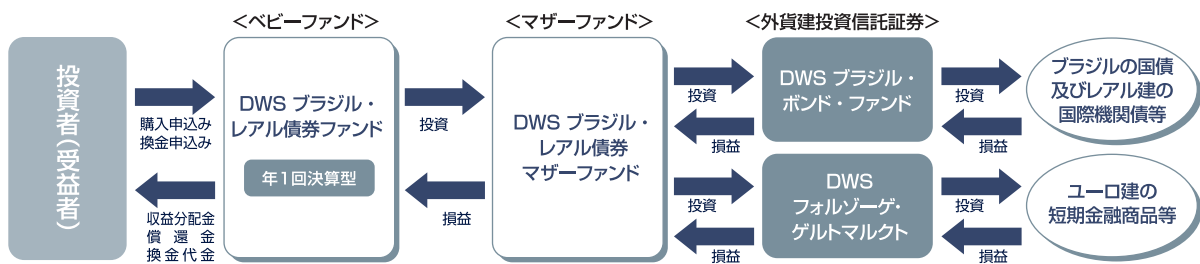 ＜ベビーファンド＞
＜マザーファンド＞
＜外貨建投資信託証券＞
投資者（受益者）
購入申込み
換金申込み
収益分配金
償還金
換金代金
DWS ブラジル・
レアル債券ファンド
年1回決算型
投資
損益
DWS ブラジル・
レアル債券
マザーファンド
投資
損益
投資
損益
DWS ブラジル・
ボンド・ファンド
DWS
フォルゾーゲ・
ゲルトマルクト
投資
損益
投資
損益
ブラジルの国債
及びレアル建の
国際機関債等
ユーロ建の
短期金融商品等